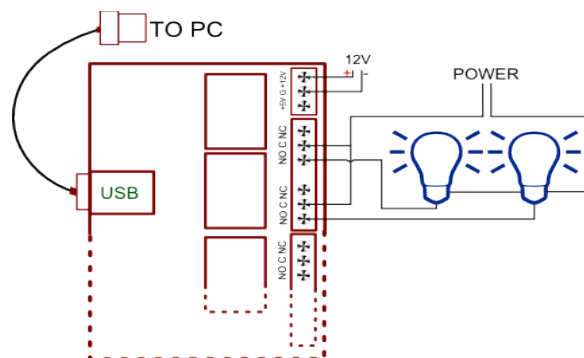 TO PC
12V
+ -
POWER
+5V G +12V
NO C NC
USB
NO C NC
NO C NC